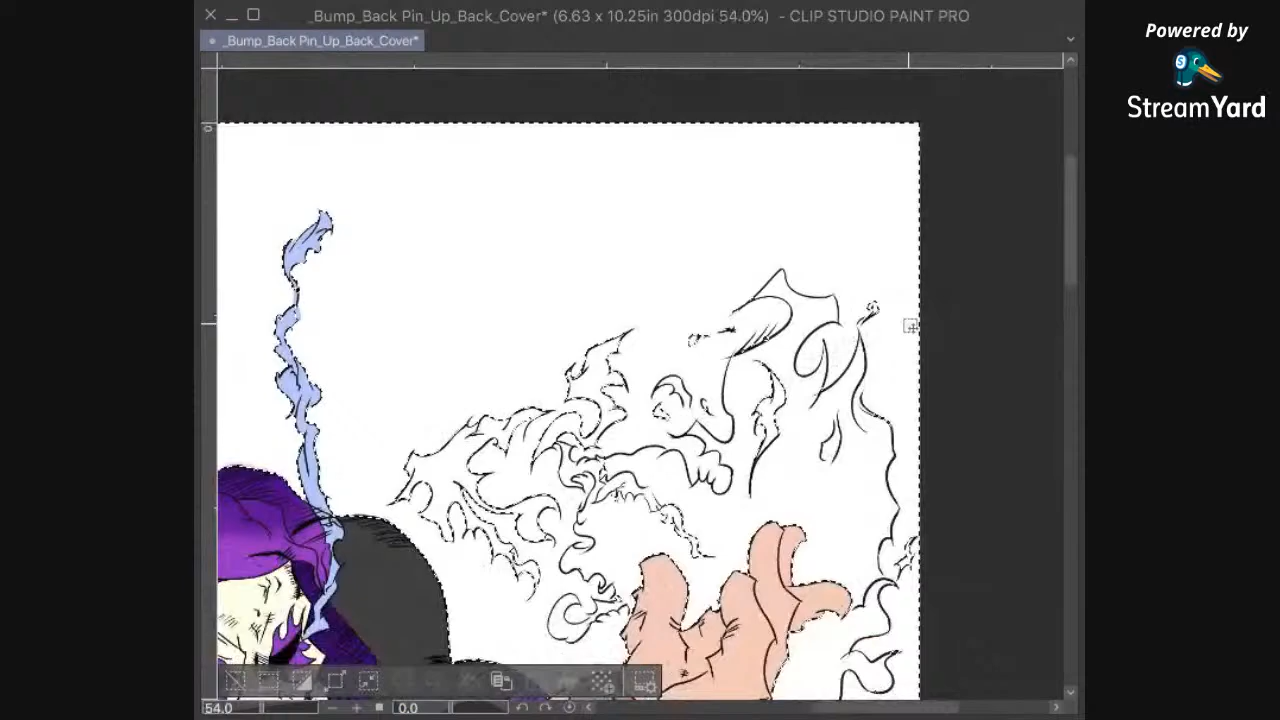 _Bump_Back Pin_Up_Back_Cover* (6.63 x 10.25in 300dpi 54.0%)  - CLIP STUDIO PAINT PRO
_Bump_Back Pin_Up_Back_Cover*
Powered by
StreamYard
0
54.0
0.0